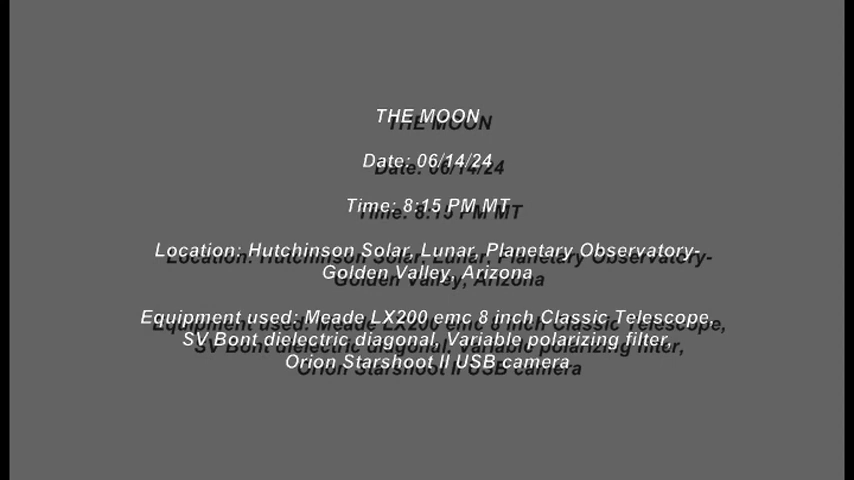 THE MOON
Date: 06/14/24
Time: 8:15 PM MT
Location: Hutchinson Solar, Lunar, Planetary Observatory-
Golden Valley, Arizona
Equipment used: Meade LX200 emc 8 inch Classic Telescope,
SV Bont dielectric diagonal, Variable polarizing filter,
Orion Starshoot II USB camera